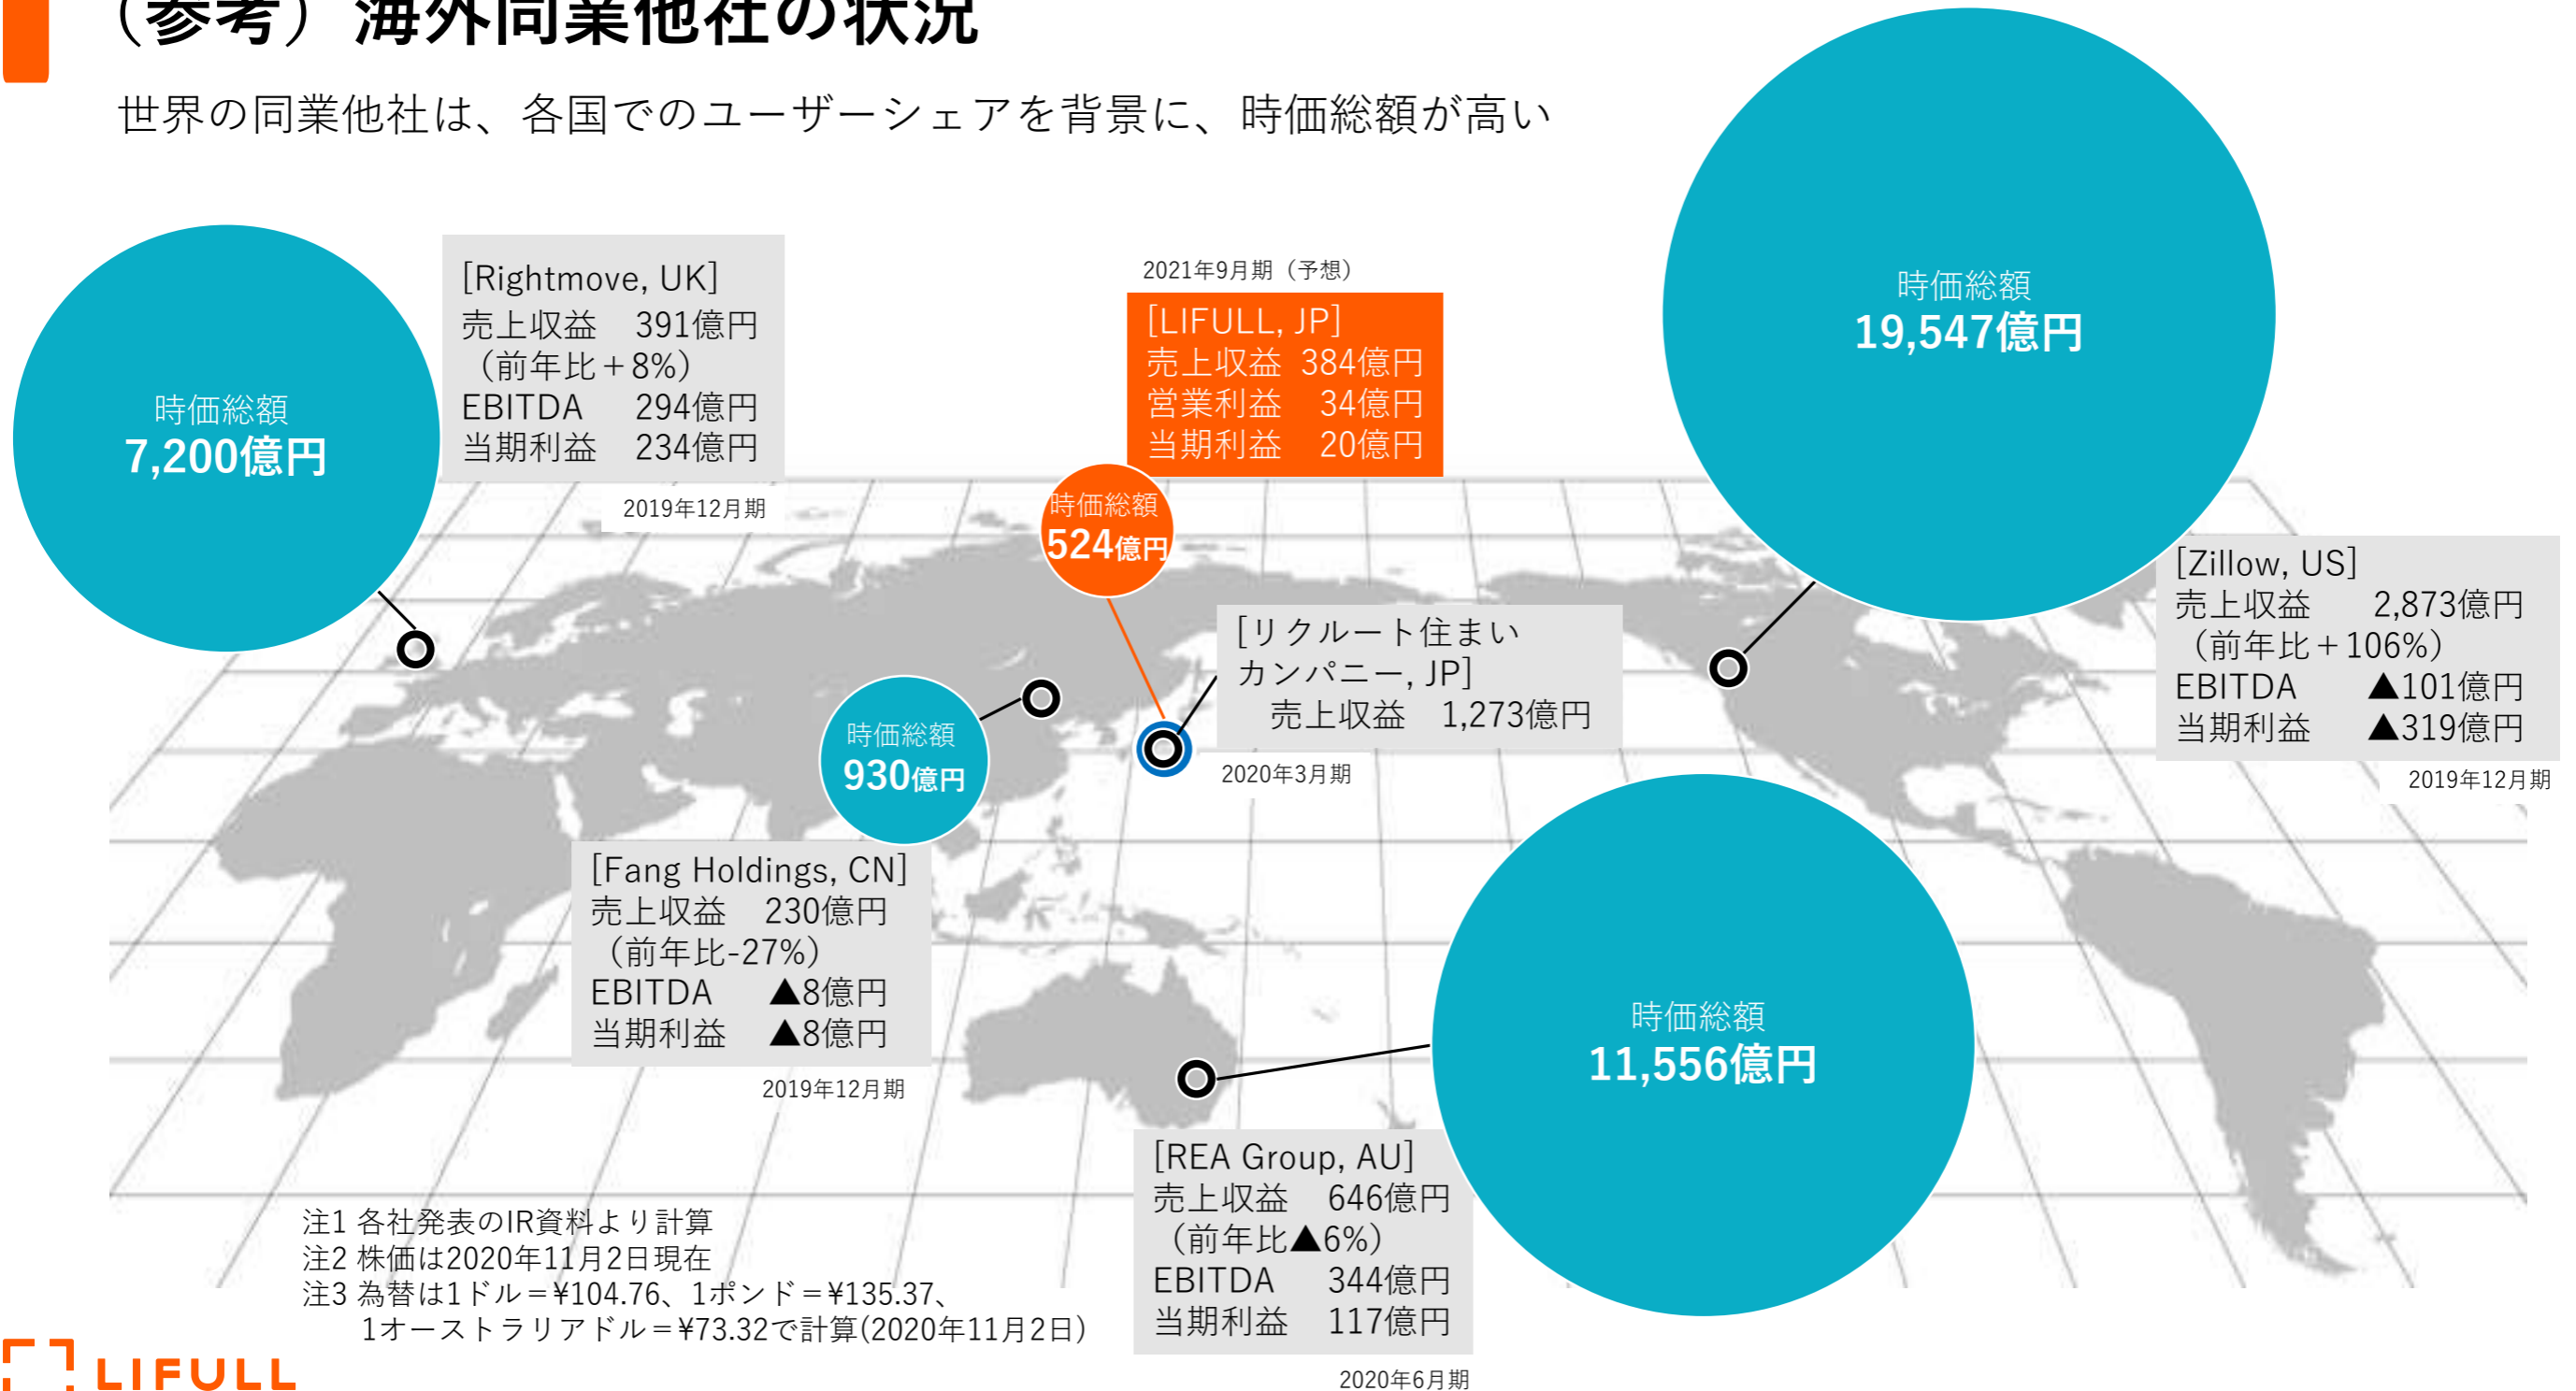 （参考）海外同業他社の状況
世界の同業他社は、各国でのユーザーシェアを背景に、時価総額が高い
時価総額
7,200億円
[Rightmove, UK]
売上収益 391億円
（前年比＋8%）
EBITDA 294億円
当期利益 234億円
2019年12月期
2021年9月期（予想）
[LIFULL, JP]
売上収益 384億円
営業利益 34億円
当期利益 20億円
時価総額
524億円
時価総額
19,547億円
[Zillow, US]
売上収益 2,873億円
（前年比＋106%）
EBITDA ▲101億円
当期利益 ▲319億円
2019年12月期
[リクルート住まい
カンパニー, JP]
売上収益 1,273億円
2020年3月期
時価総額
930億円
[Fang Holdings, CN]
売上収益 230億円
（前年比-27%）
EBITDA ▲8億円
当期利益 ▲8億円
2019年12月期
時価総額
11,556億円
[REA Group, AU]
売上収益 646億円
（前年比▲6%）
EBITDA 344億円
当期利益 117億円
2020年6月期
注1 各社発表のIR資料より計算
注2 株価は2020年11月2日現在
注3 為替は1ドル＝¥104.76、1ポンド＝¥135.37、
1オーストラリアドル＝¥73.32で計算(2020年11月2日)
LIFULL